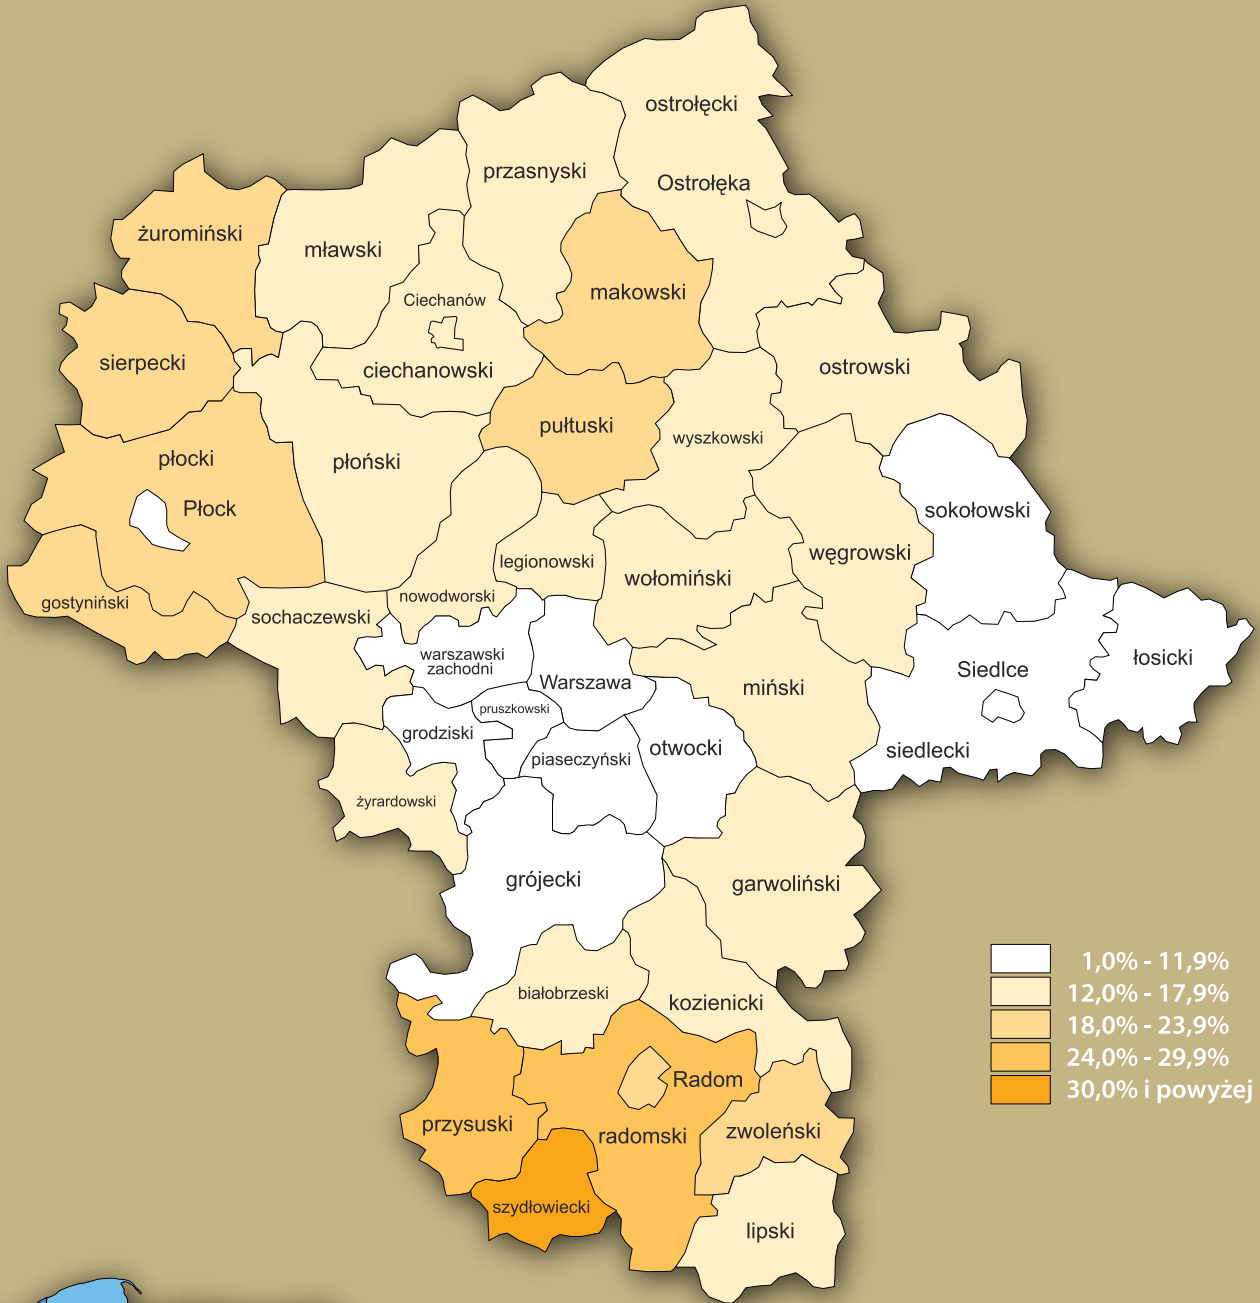 ostrołęcki
przasnyski
Ostrołęka
żuromiński
mławski
makowski
Ciechanów
sierpecki
ciechanowski
ostrowski
pułtuski
wyszkowski
płocki
płoński
Płock
sokołowski
węgrowski
legionowski
wołomiński
nowodworski
gostyniński
sochaczewski
warszawski
zachodni
łosicki
Siedlce
Warszawa
miński
pruszkowski
grodziski
otwocki
siedlecki
piaseczyński
żyrardowski
grójecki
garwoliński
białobrzeski
kozienicki
Radom
przysuski
radomski
zwoleński
szydłowiecki
lipski
1,0% - 11,9%
12,0% - 17,9%
18,0% - 23,9%
24,0% - 29,9%
30,0% i powyżej